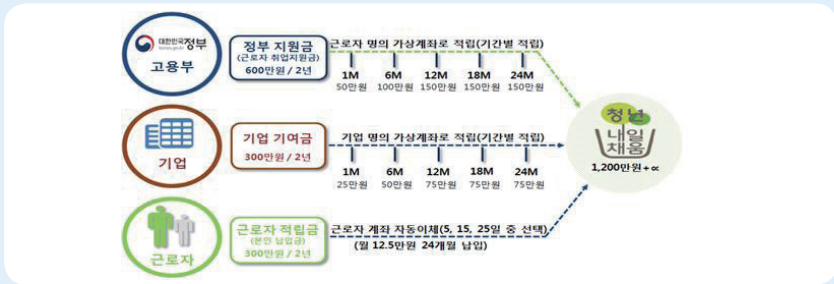 대한민국정부
고용부
정부 지원금
(근로자 취업지원금)
600만원 / 2년
근로자 명의 가상계좌로 적립(기간별 적립)
1M 6M 12M 18M 24M
50만원 100만원 150만원 150만원 150만원
기업
기업 기여금
300만원 / 2년
기업 명의 가상계좌로 적립(기간별 적립)
1M 6M 12M 18M 24M
25만원 50만원 75만원 75만원 75만원
근로자
근로자 적립금
(본인 납입금)
300만원 / 2년
근로자 계좌 자동이체(5, 15, 25일 중 선택)
(월 12.5만원 24개월 납입)
청년
내일
채움
1,200만원+∝